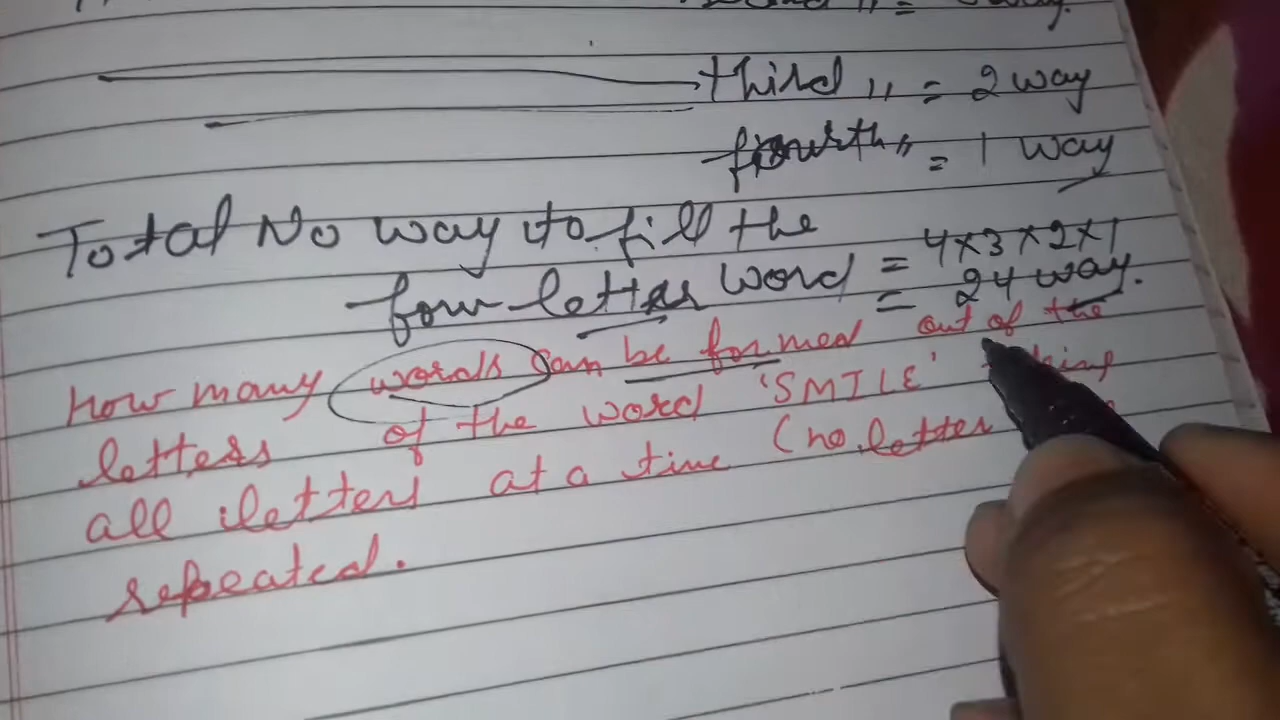 third " = 2 way
fourth " = 1 way
Total No way to fill the
four letters word = 4×3×2×1
= 24 way.
How many words can be formed out of the
letters of the word 'SMILE'
all letters at a time (no letter
repeated.